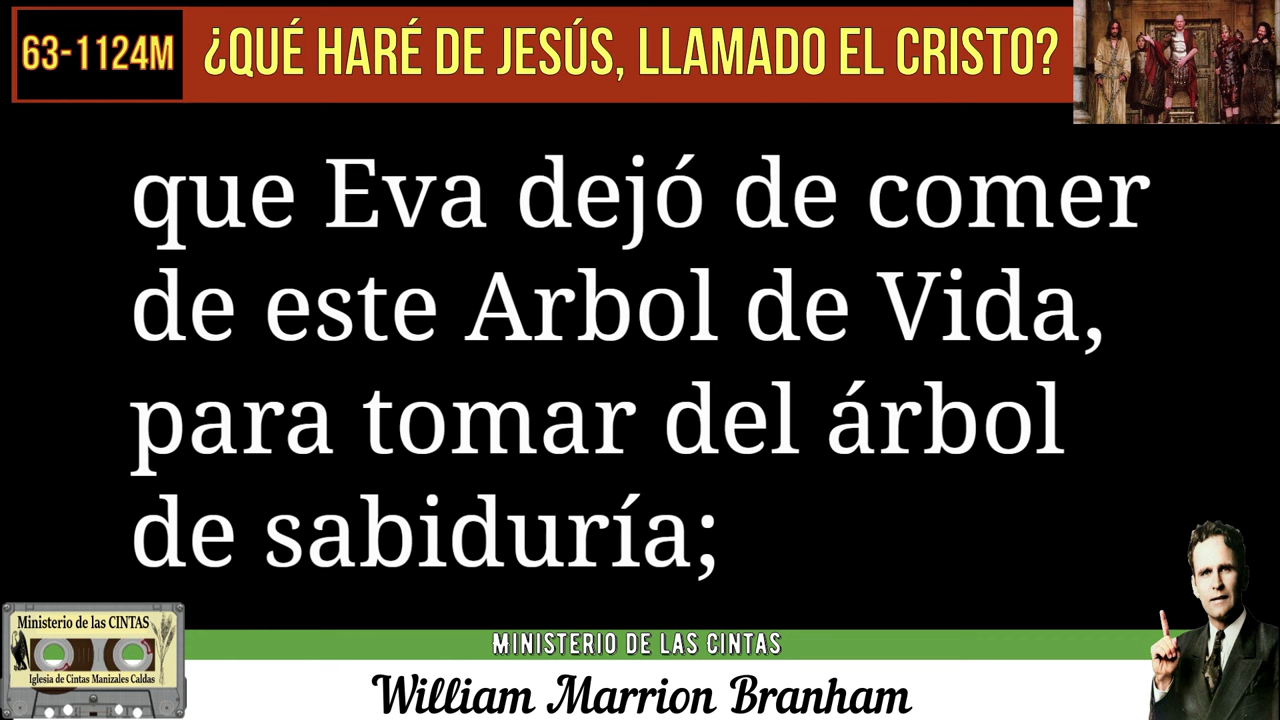 63-1124M
¿QUÉ HARÉ DE JESÚS, LLAMADO EL CRISTO?
que Eva dejó de comer
de este Arbol de Vida,
para tomar del árbol
de sabiduría;
Ministerio de las CINTAS
Iglesia de Cintas Manizales Caldas
MINISTERIO DE LAS CINTAS
William Marrion Branham